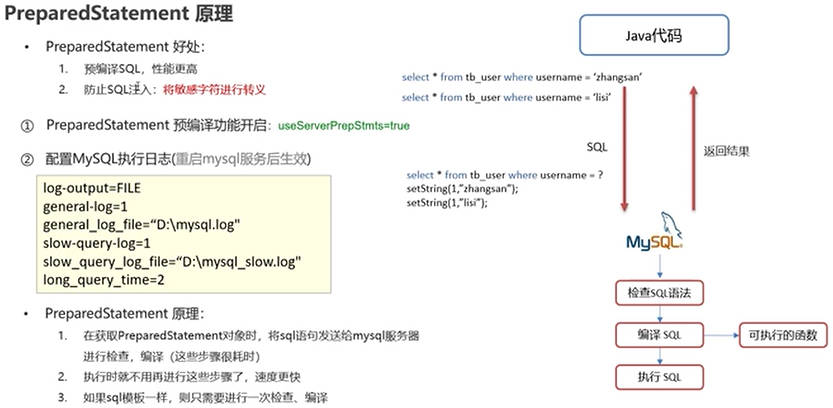 PreparedStatement 原理
• PreparedStatement 好处：
1. 预编译SQL，性能更高
2. 防止SQL注入：将敏感字符进行转义
① PreparedStatement 预编译功能开启：useServerPrepStmts=true
② 配置MySQL执行日志(重启mysql服务后生效)
log-output=FILE
general-log=1
general_log_file=“D:\mysql.log"
slow-query-log=1
slow_query_log_file=“D:\mysql_slow.log"
long_query_time=2
• PreparedStatement 原理：
1. 在获取PreparedStatement对象时，将sql语句发送给mysql服务器
进行检查，编译（这些步骤很耗时）
2. 执行时就不用再进行这些步骤了，速度更快
3. 如果sql模板一样，则只需要进行一次检查、编译
Java代码
select * from tb_user where username = ‘zhangsan’
select * from tb_user where username = ‘lisi’
SQL
返回结果
select * from tb_user where username = ?
setString(1,”zhangsan”);
setString(1,”lisi”);
MySQL
检查SQL语法
编译 SQL
可执行的函数
执行 SQL